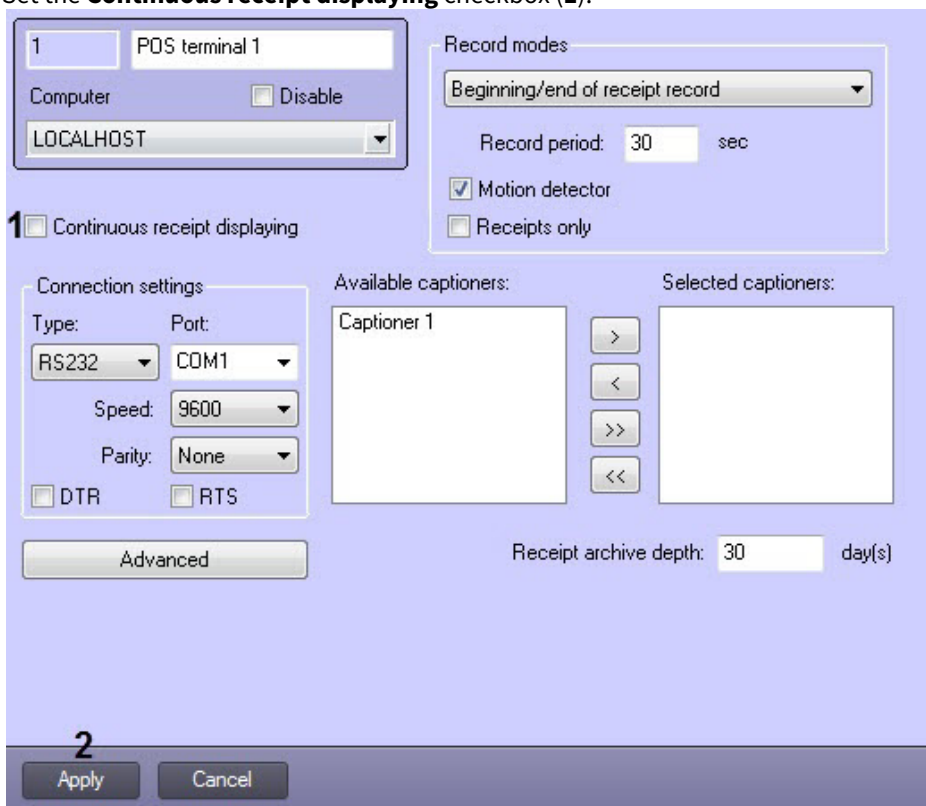 Set the Continuous receipt displaying checkbox (1).
1 POS terminal 1
Computer Disable
LOCALHOST
Record modes
Beginning/end of receipt record
Record period: 30 sec
Motion detector
Receipts only
1 Continuous receipt displaying
Connection settings
Type: Port:
RS232 COM1
Speed: 9600
Parity: None
DTR RTS
Available captioners:
Captioner 1
>
<
>>
<<
Selected captioners:
Advanced
Receipt archive depth: 30 day(s)
2
Apply Cancel